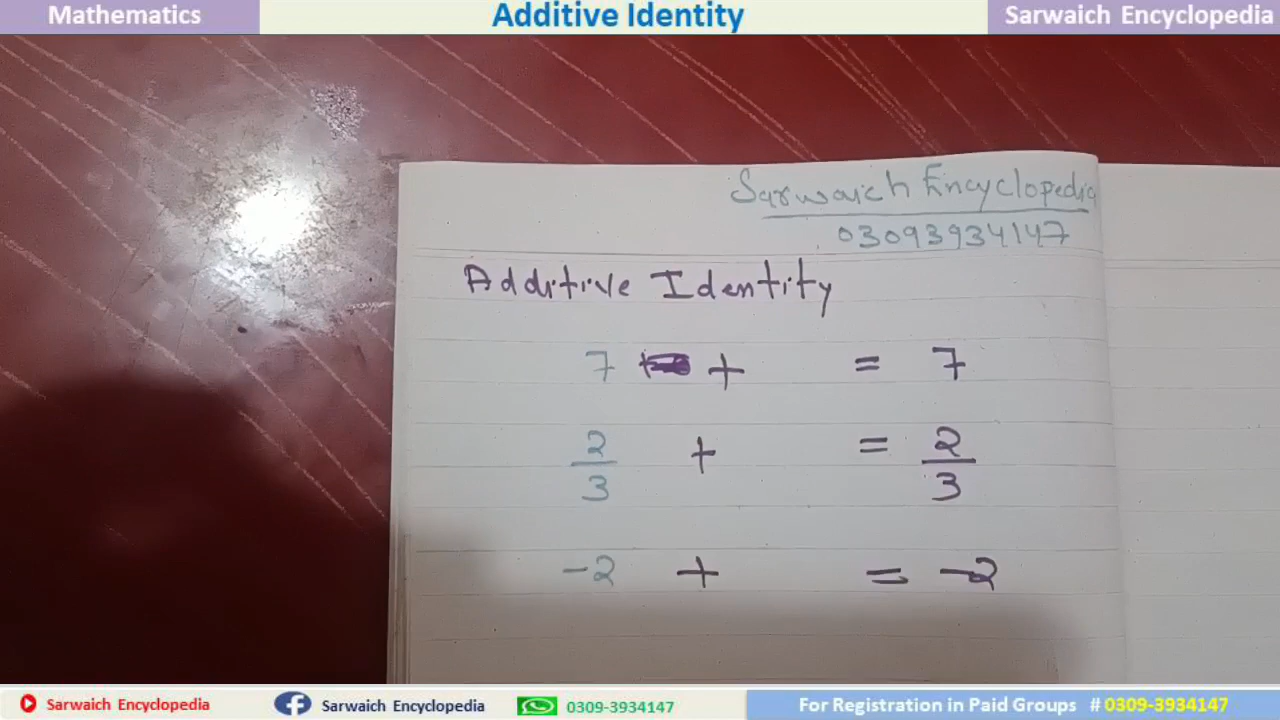 Mathematics
Additive Identity
Sarwaich Encyclopedia
Sarwaich Encyclopedia
03093934147
Additive Identity
7 + = 7
2/3 + = 2/3
-2 + = -2
Sarwaich Encyclopedia
Sarwaich Encyclopedia
0309-3934147
For Registration in Paid Groups # 0309-3934147